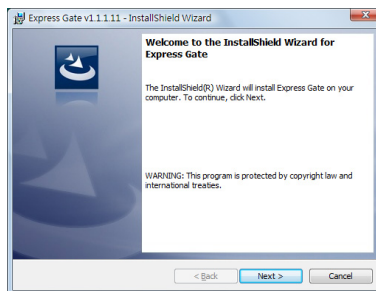 Express Gate v1.1.1.11 - InstallShield Wizard
Welcome to the InstallShield Wizard for
Express Gate
The InstallShield(R) Wizard will install Express Gate on your
computer. To continue, click Next.
WARNING: This program is protected by copyright law and
international treaties.
< Back Next > Cancel